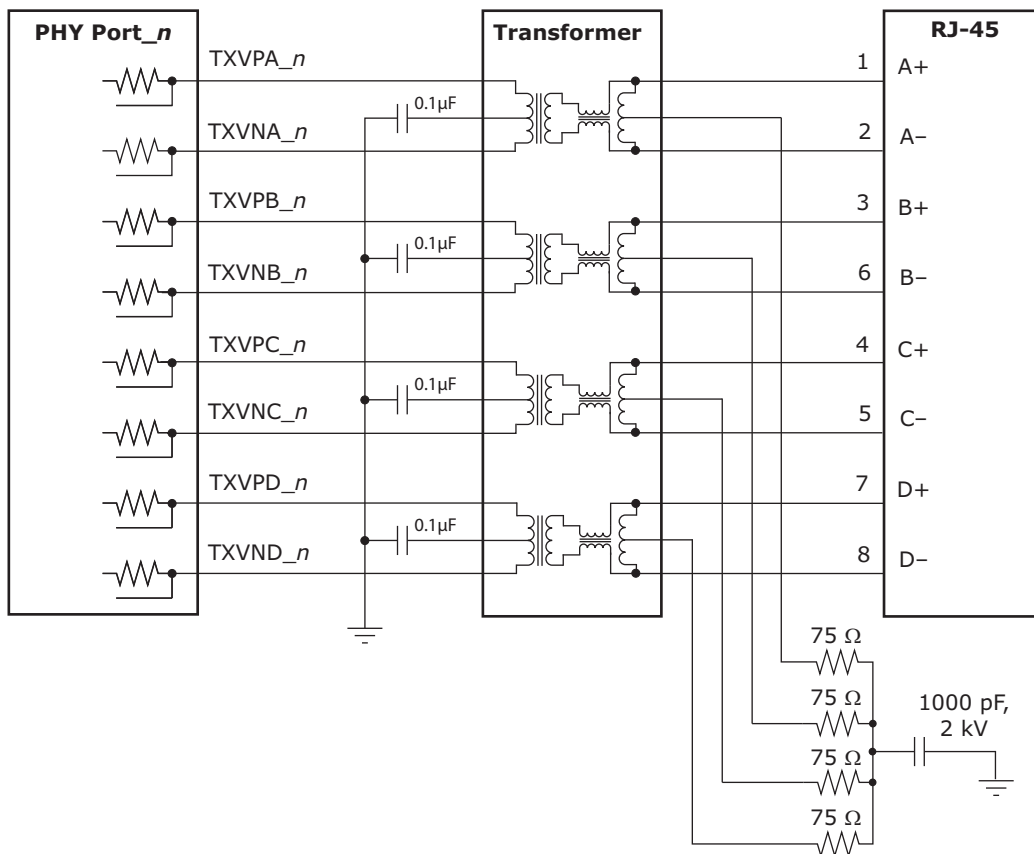 PHY Port_n
Transformer
RJ-45
TXVPA_n
0.1µF
1
A+
TXVNA_n
2
A–
TXVPB_n
0.1µF
3
B+
TXVNB_n
6
B–
TXVPC_n
0.1µF
4
C+
TXVNC_n
5
C–
TXVPD_n
0.1µF
7
D+
TXVND_n
8
D–
75 Ω
75 Ω
75 Ω
75 Ω
1000 pF,
2 kV